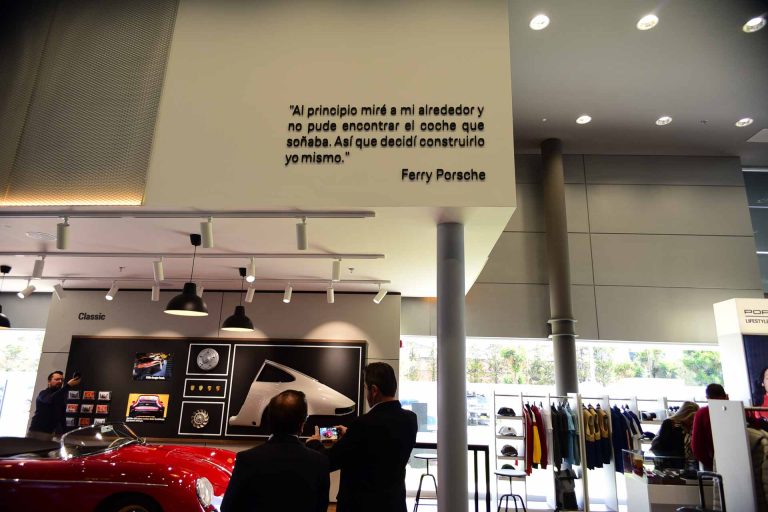 "Al principio miré a mi alrededor y
no pude encontrar el coche que
soñaba. Así que decidí construirlo
yo mismo."
Ferry Porsche
Classic
LIFESTYLE